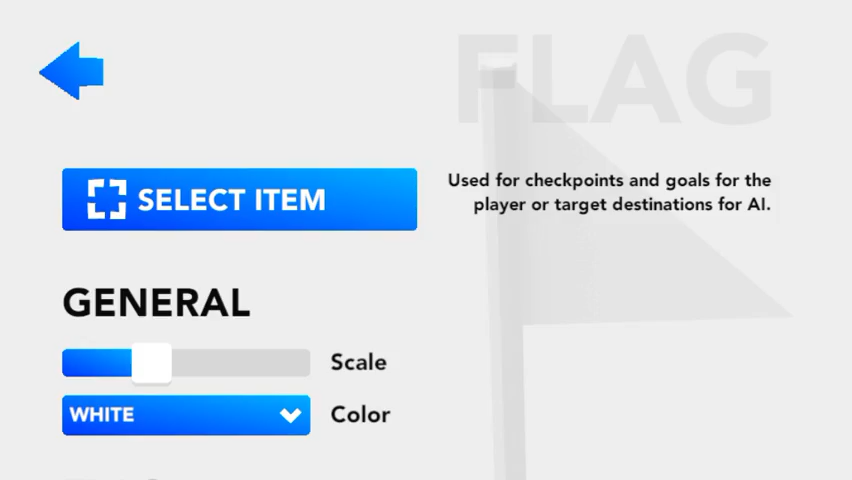 FLAG
SELECT ITEM
Used for checkpoints and goals for the
player or target destinations for AI.
GENERAL
Scale
WHITE
Color